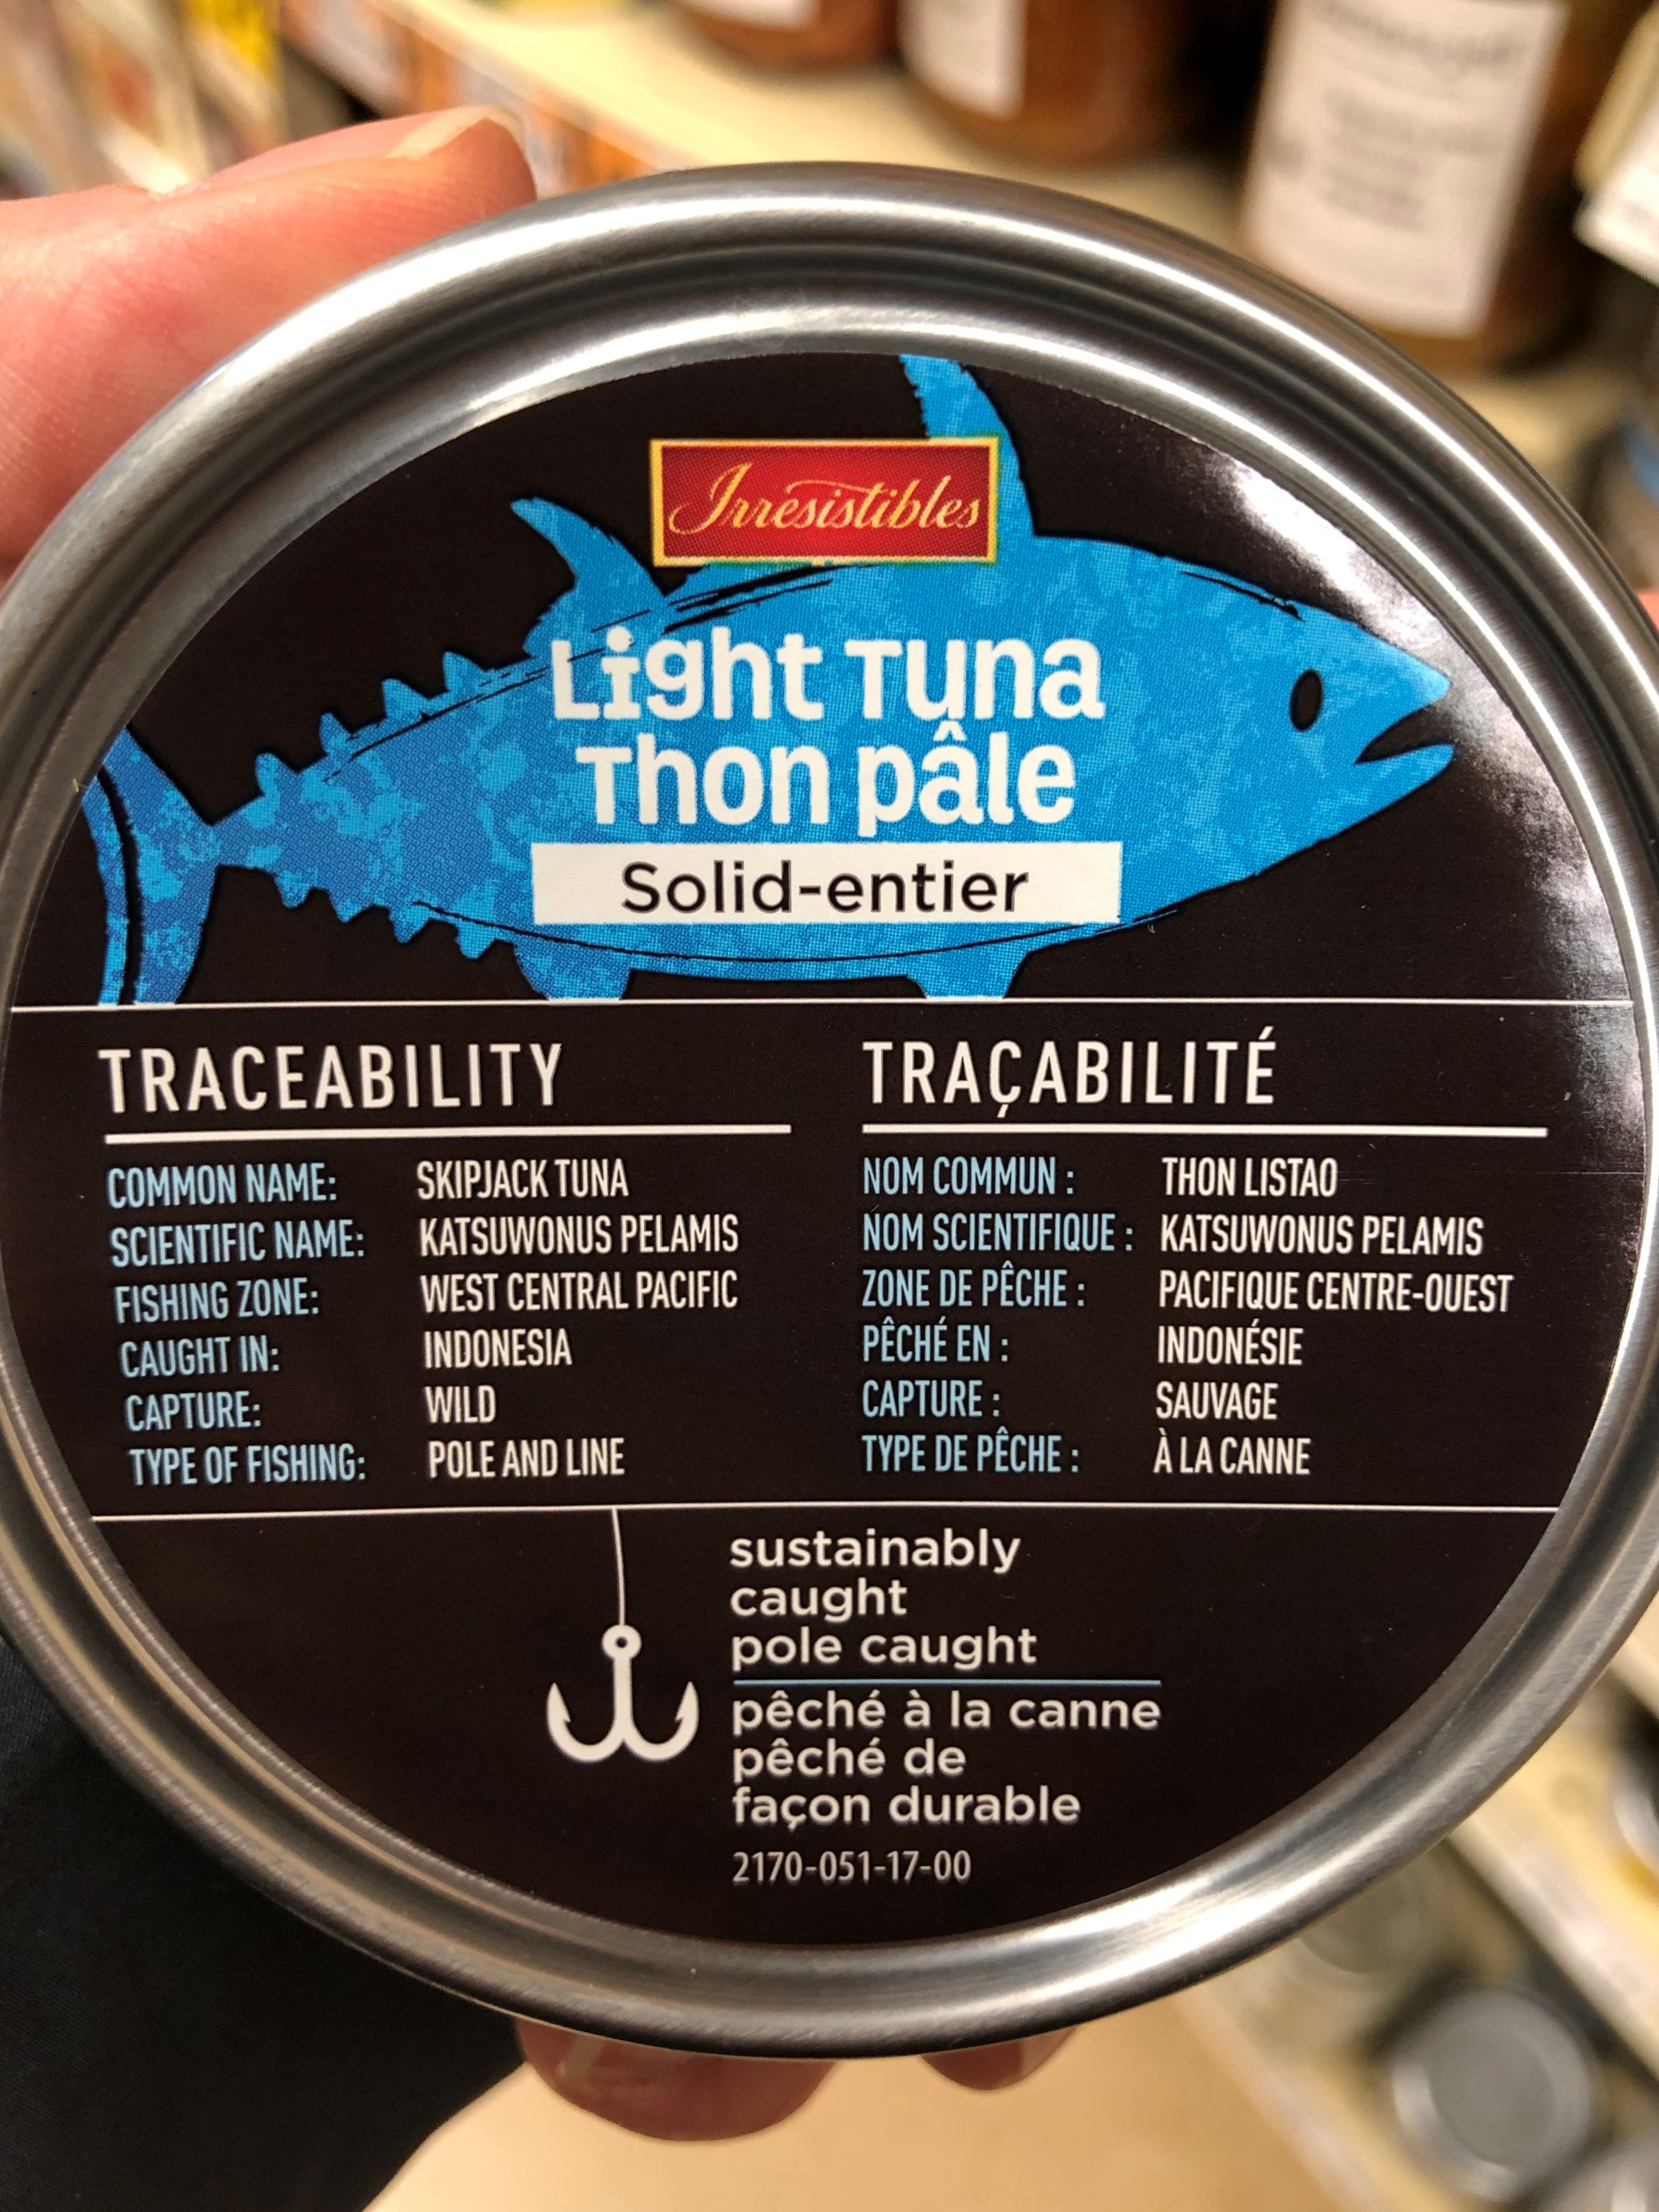 Irresistibles
Light Tuna
Thon pâle
Solid-entier
TRACEABILITY
COMMON NAME: SKIPJACK TUNA
SCIENTIFIC NAME: KATSUWONUS PELAMIS
FISHING ZONE: WEST CENTRAL PACIFIC
CAUGHT IN: INDONESIA
CAPTURE: WILD
TYPE OF FISHING: POLE AND LINE
TRAÇABILITÉ
NOM COMMUN : THON LISTAO
NOM SCIENTIFIQUE : KATSUWONUS PELAMIS
ZONE DE PÊCHE : PACIFIQUE CENTRE-OUEST
PÊCHÉ EN : INDONÉSIE
CAPTURE : SAUVAGE
TYPE DE PÊCHE : À LA CANNE
sustainably
caught
pole caught
pêché à la canne
pêché de
façon durable
2170-051-17-00